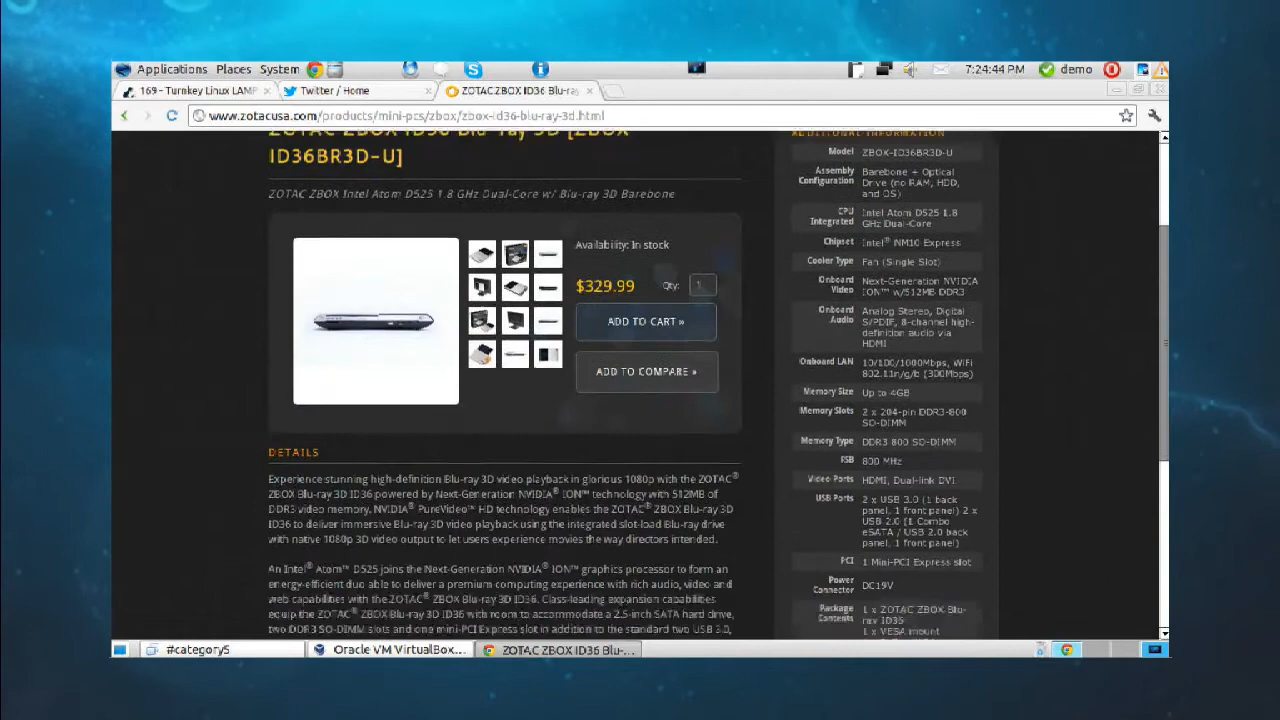 Applications Places System
7:24:44 PM demo
169 - Turnkey Linux LAMP
Twitter / Home
ZOTAC ZBOX ID36 Blu-ra
www.zotacusa.com/products/mini-pcs/zbox/zbox-id36-blu-ray-3d.html
ZOTAC ZBOX ID36 Blu-ray 3D [ZBOX
ID36BR3D-U]
ZOTAC ZBOX Intel Atom D525 1.8 GHz Dual-Core w/ Blu-ray 3D Barebone
Availability: In stock
$329.99
Qty: 1
ADD TO CART »
ADD TO COMPARE »
DETAILS
Experience stunning high-definition Blu-ray 3D video playback in glorious 1080p with the ZOTAC®
ZBOX Blu-ray 3D ID36 powered by Next-Generation NVIDIA® ION™ technology with 512MB of
DDR3 video memory. NVIDIA® PureVideo™ HD technology enables the ZOTAC® ZBOX Blu-ray 3D
ID36 to deliver immersive Blu-ray 3D video playback using the integrated slot-load Blu-ray drive
with native 1080p 3D video output to let users experience movies the way directors intended.
An Intel® Atom™ D525 joins the Next-Generation NVIDIA® ION™ graphics processor to form an
energy-efficient duo able to deliver a premium computing experience with rich audio, video and
web capabilities with the ZOTAC® ZBOX Blu-ray 3D ID36. Class-leading expansion capabilities
equip the ZOTAC® ZBOX Blu-ray 3D ID36 with room to accommodate a 2.5-inch SATA hard drive,
two DDR3 SO-DIMM slots and one mini-PCI Express slot in addition to the standard two USB 3.0,
ADDITIONAL INFORMATION
Model ZBOX-ID36BR3D-U
Assembly Configuration Barebone + Optical
Drive (no RAM, HDD,
and OS)
CPU Integrated Intel Atom D525 1.8
GHz Dual-Core
Chipset Intel® NM10 Express
Cooler Type Fan (Single Slot)
Onboard Video Next-Generation NVIDIA
ION™ w/512MB DDR3
Onboard Audio Analog Stereo, Digital
S/PDIF, 8-channel high-
definition audio via
HDMI
Onboard LAN 10/100/1000Mbps, WiFi
802.11n/g/b (300Mbps)
Memory Size Up to 4GB
Memory Slots 2 x 204-pin DDR3-800
SO-DIMM
Memory Type DDR3 800 SO-DIMM
FSB 800 MHz
Video Ports HDMI, Dual-link DVI
USB Ports 2 x USB 3.0 (1 back
panel, 1 front panel) 2 x
USB 2.0 (1 Combo
eSATA / USB 2.0 back
panel, 1 front panel)
PCI 1 Mini-PCI Express slot
Power Connector DC19V
Package Contents 1 x ZOTAC ZBOX Blu-
ray ID36
1 x VESA mount
#category5
Oracle VM VirtualBox...
ZOTAC ZBOX ID36 Blu-...